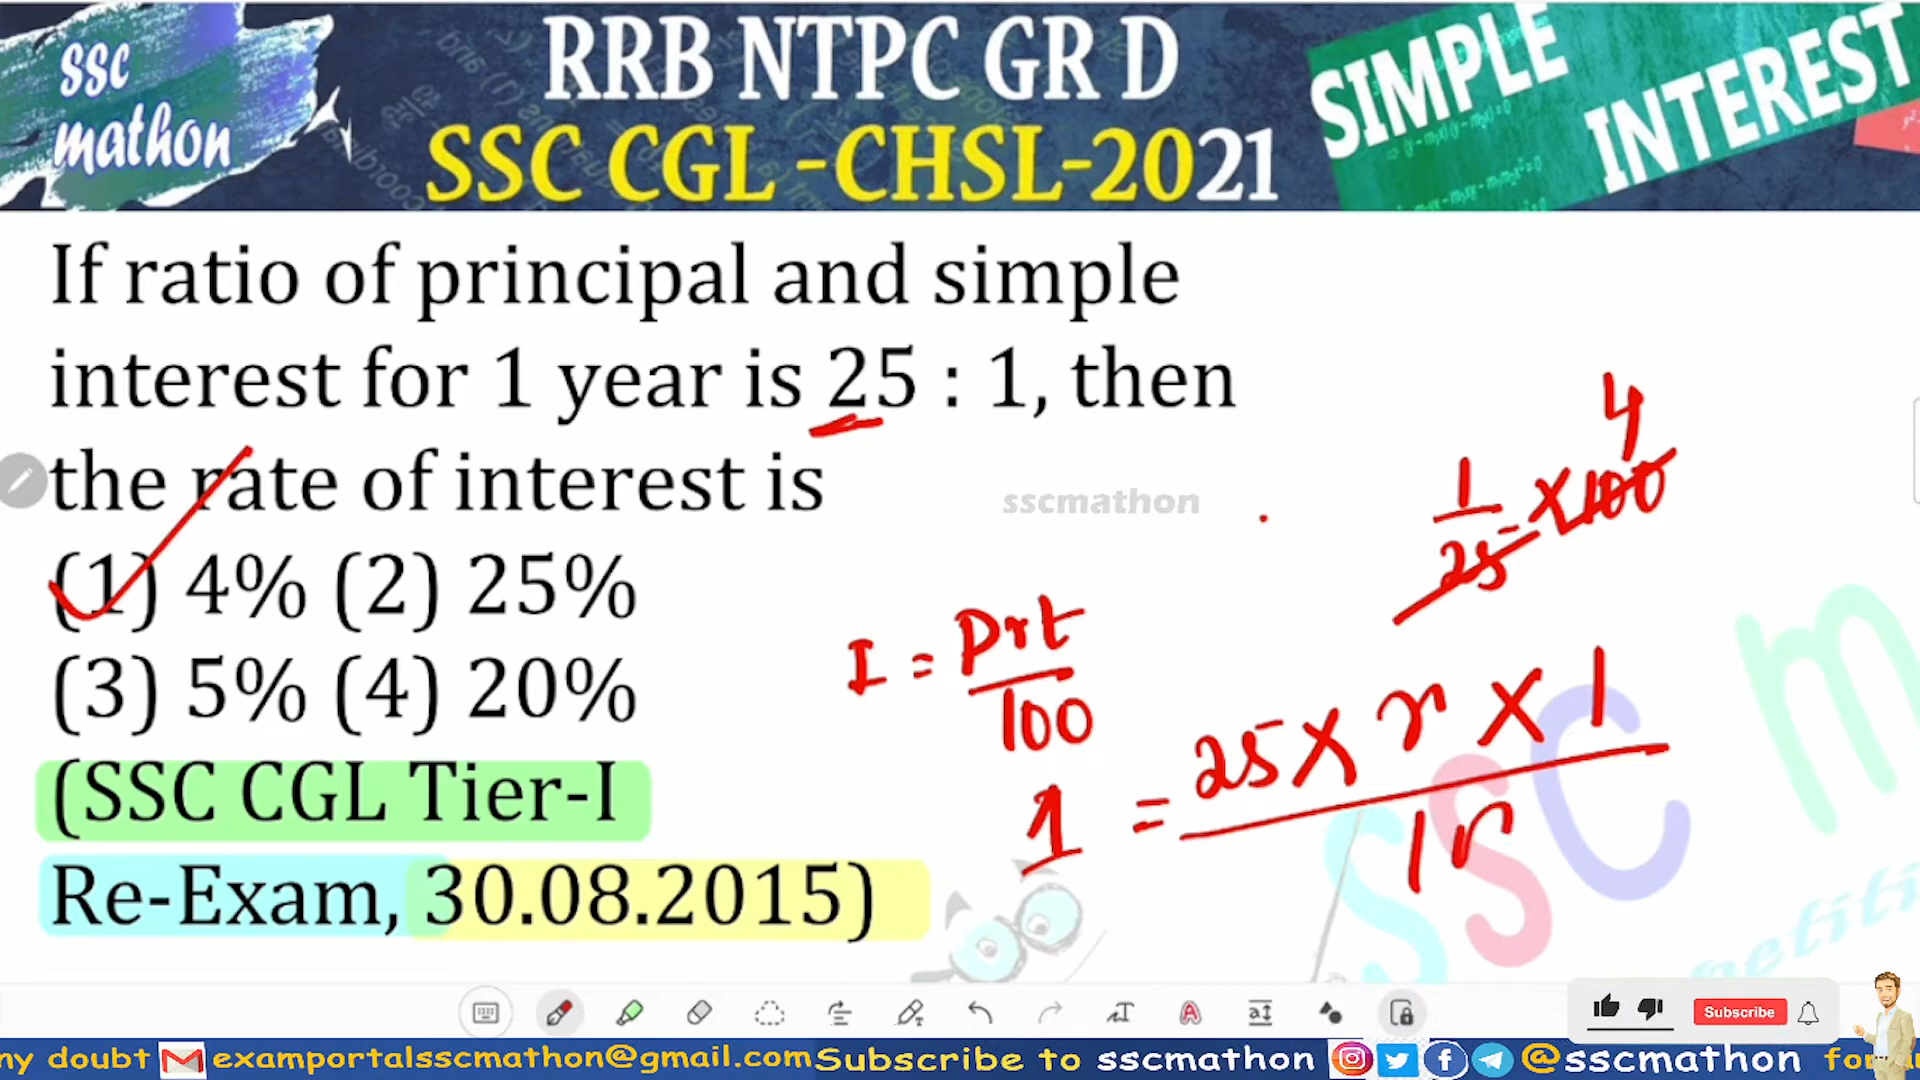 ssc
mathon
RRB NTPC GR D
SSC CGL -CHSL-2021
SIMPLE
INTEREST
If ratio of principal and simple
interest for 1 year is 25 : 1, then
the rate of interest is
(1) 4% (2) 25%
(3) 5% (4) 20%
(SSC CGL Tier-I
Re-Exam, 30.08.2015)
sscmathon
4
1/25 × 100
I = Prt/100
1 = 25 × r × 1
SSC m
Subscribe
ny doubt examportalsscmathon@gmail.com Subscribe to sscmathon @sscmathon for